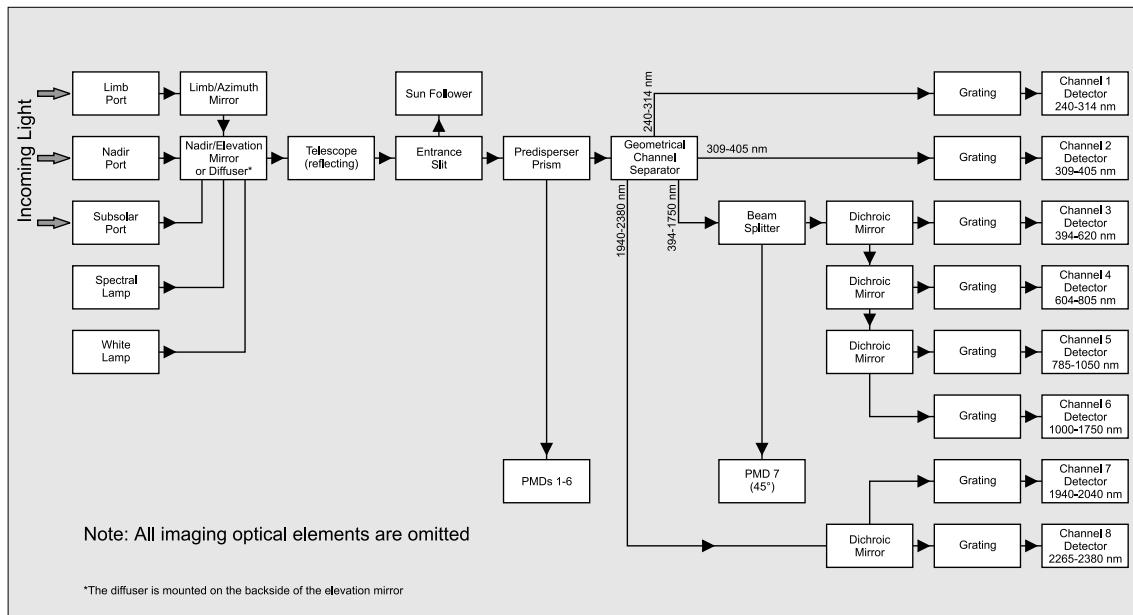 Incoming Light
Limb
Port
Limb/Azimuth
Mirror
Sun Follower
240-314 nm
Grating
Channel 1
Detector
240-314 nm
Nadir
Port
Nadir/Elevation
Mirror
or Diffuser*
Telescope
(reflecting)
Entrance
Slit
Predisperser
Prism
Geometrical
Channel
Separator
309-405 nm
Grating
Channel 2
Detector
309-405 nm
Subsolar
Port
1940-2380 nm
394-1750 nm
Beam
Splitter
Dichroic
Mirror
Grating
Channel 3
Detector
394-620 nm
Spectral
Lamp
Dichroic
Mirror
Grating
Channel 4
Detector
604-805 nm
White
Lamp
Dichroic
Mirror
Grating
Channel 5
Detector
785-1050 nm
Grating
Channel 6
Detector
1000-1750 nm
PMDs 1-6
PMD 7
(45°)
Grating
Channel 7
Detector
1940-2040 nm
Dichroic
Mirror
Grating
Channel 8
Detector
2265-2380 nm
Note: All imaging optical elements are omitted
*The diffuser is mounted on the backside of the elevation mirror